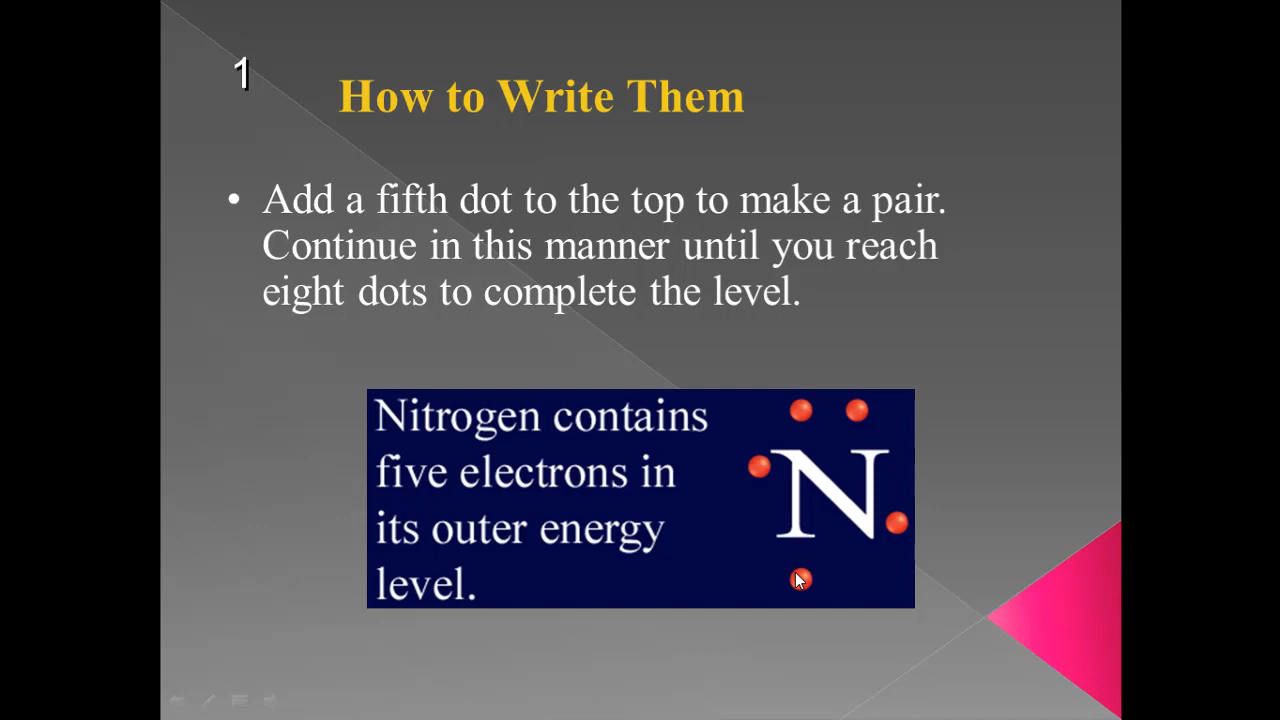 1
How to Write Them
• Add a fifth dot to the top to make a pair.
Continue in this manner until you reach
eight dots to complete the level.
Nitrogen contains
five electrons in
its outer energy
level.
N